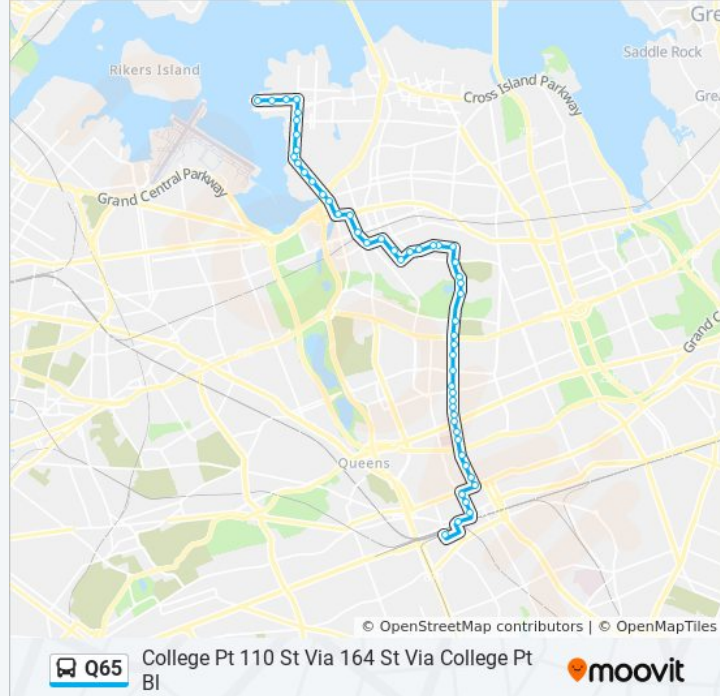 Gre
Saddle Rock
Rikers Island
Cross Island Parkway
Grea
Grand Central Parkway
Grand C
Queens
© OpenStreetMap contributors | © OpenMapTiles
Q65
College Pt 110 St Via 164 St Via College Pt
Bl
moovit